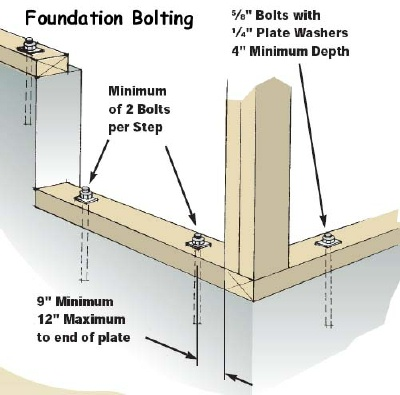 Foundation Bolting
⅝" Bolts with
¼" Plate Washers
4" Minimum Depth
Minimum
of 2 Bolts
per Step
9" Minimum
12" Maximum
to end of plate